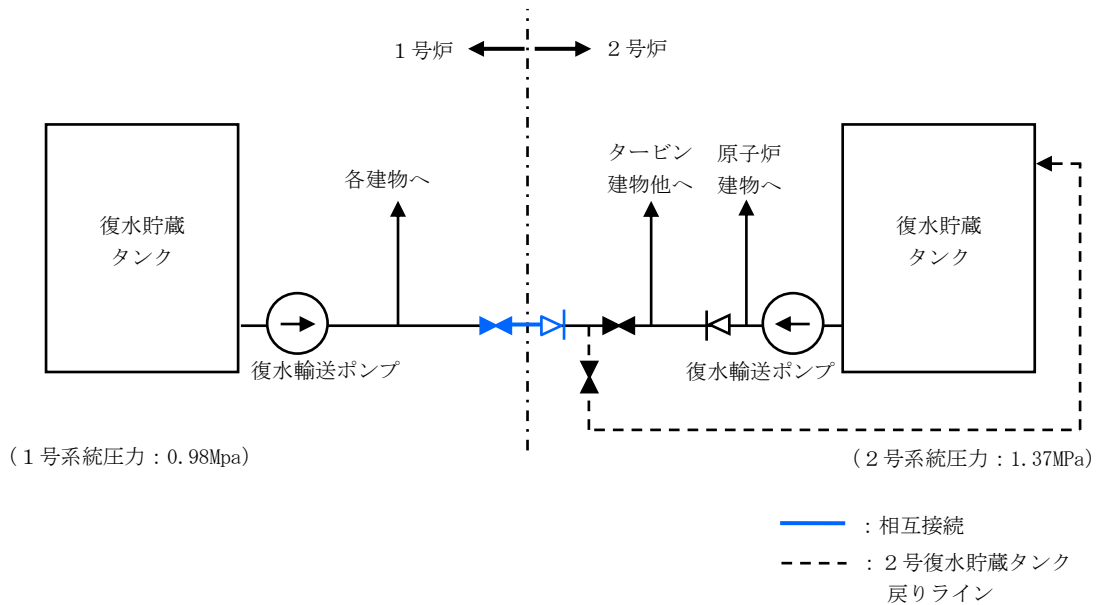 1号炉
2号炉
復水貯蔵
タンク
各建物へ
タービン
建物他へ
原子炉
建物へ
復水貯蔵
タンク
復水輸送ポンプ
復水輸送ポンプ
(1号系統圧力:0.98Mpa)
(2号系統圧力:1.37MPa)
:相互接続
:2号復水貯蔵タンク
戻りライン